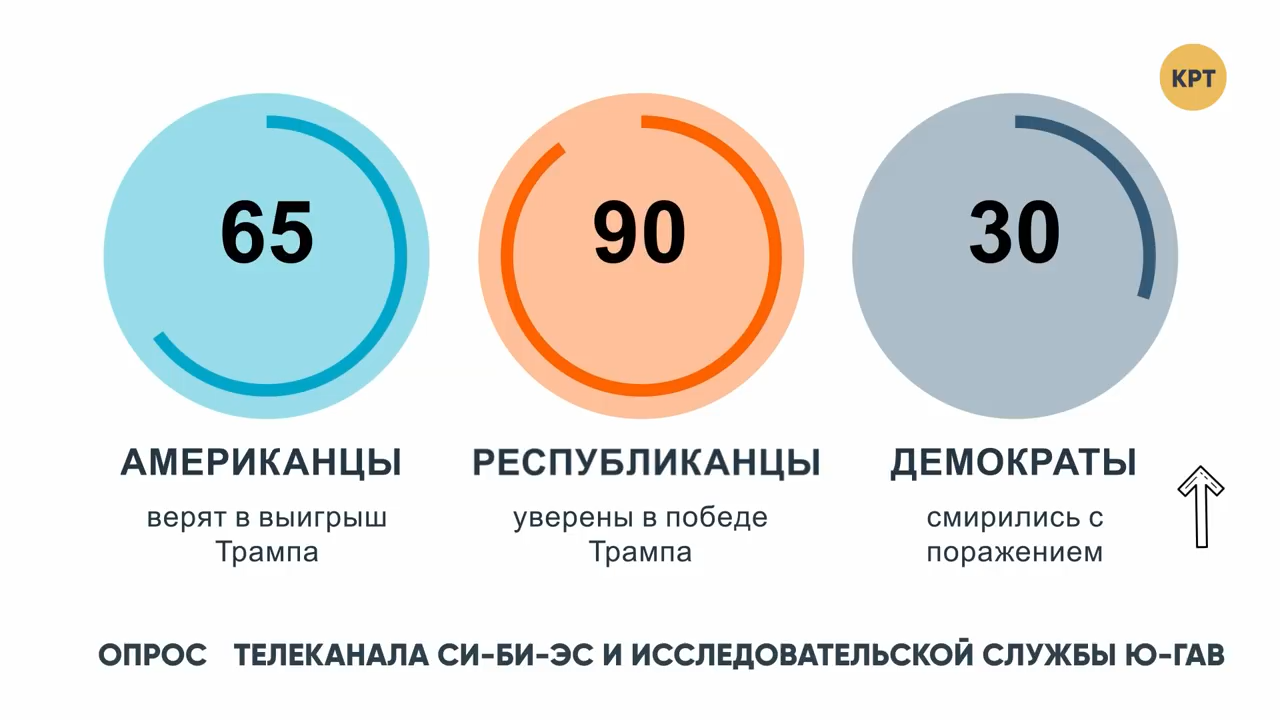 КРТ
65
90
30
АМЕРИКАНЦЫ
верят в выигрыш
Трампа
РЕСПУБЛИКАНЦЫ
уверены в победе
Трампа
ДЕМОКРАТЫ
смирились с
поражением
ОПРОС ТЕЛЕКАНАЛА СИ-БИ-ЭС И ИССЛЕДОВАТЕЛЬСКОЙ СЛУЖБЫ Ю-ГАВ